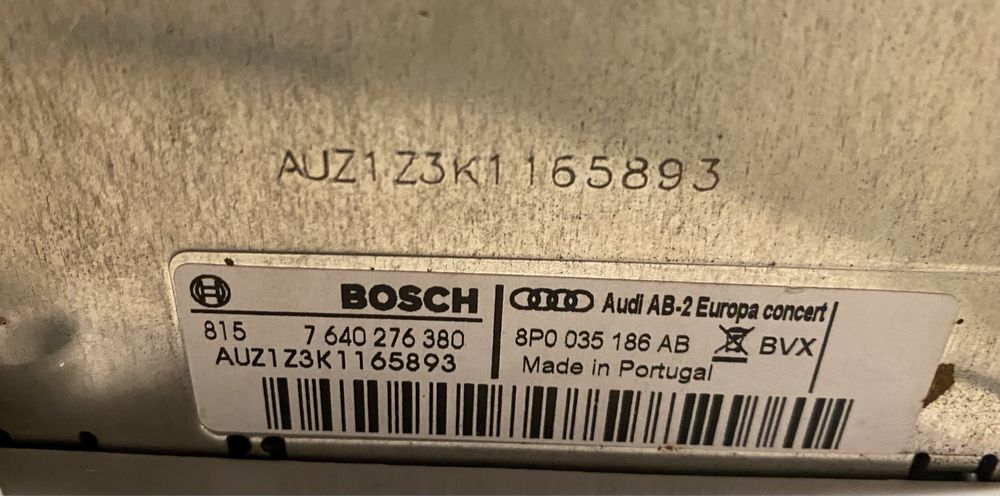 AUZ1Z3K1165893
BOSCH
815 7 640 276 380
AUZ1Z3K1165893
Audi AB-2 Europa concert
8P0 035 186 AB BVX
Made in Portugal